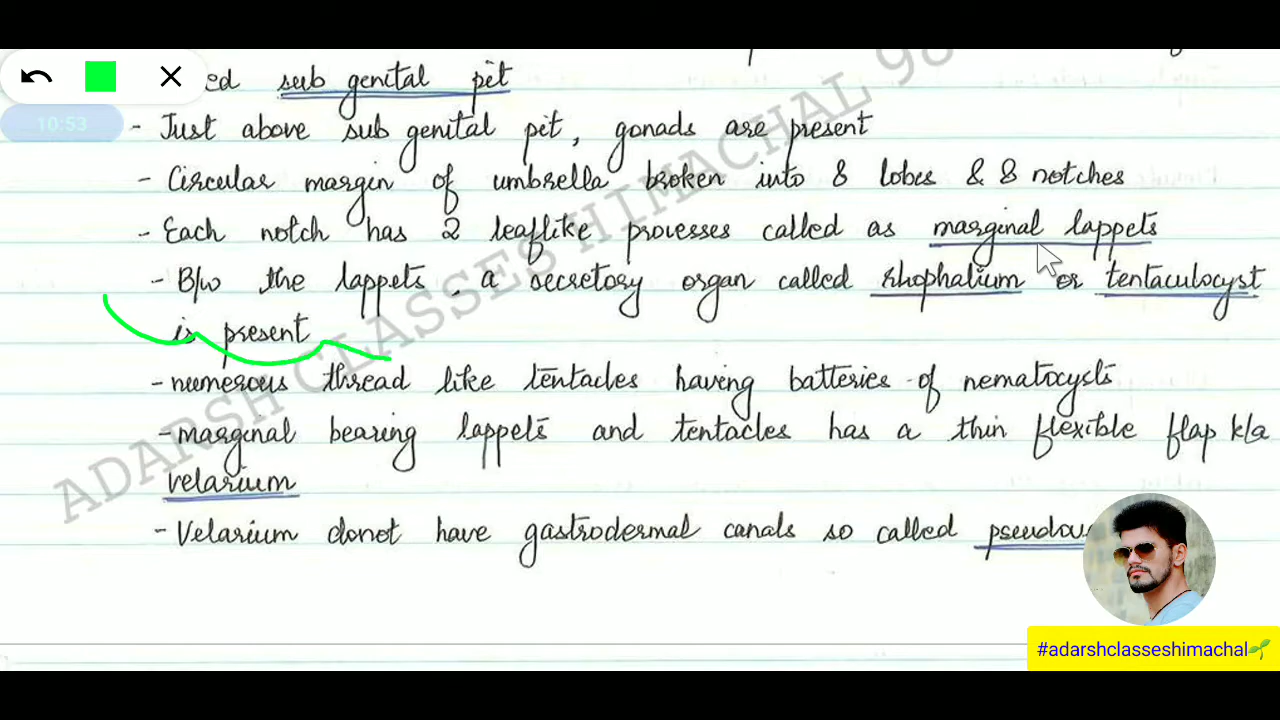 ed sub genital pit
10:53
- Just above sub genital pit, gonads are present
- Circular margin of umbrella broken into 8 lobes & 8 notches
- Each notch has 2 leaflike processes called as marginal lappets
- B/w the lappets, a secretory organ called rhophalium or tentaculocyst
is present
- numerous thread like tentacles having batteries of nematocysts
- marginal bearing lappets and tentacles has a thin flexible flap k/a
velarium
- Velarium donot have gastrodermal canals so called
ADARSH CLASSES HIMACHAL 98
#adarshclasseshimachal🌱